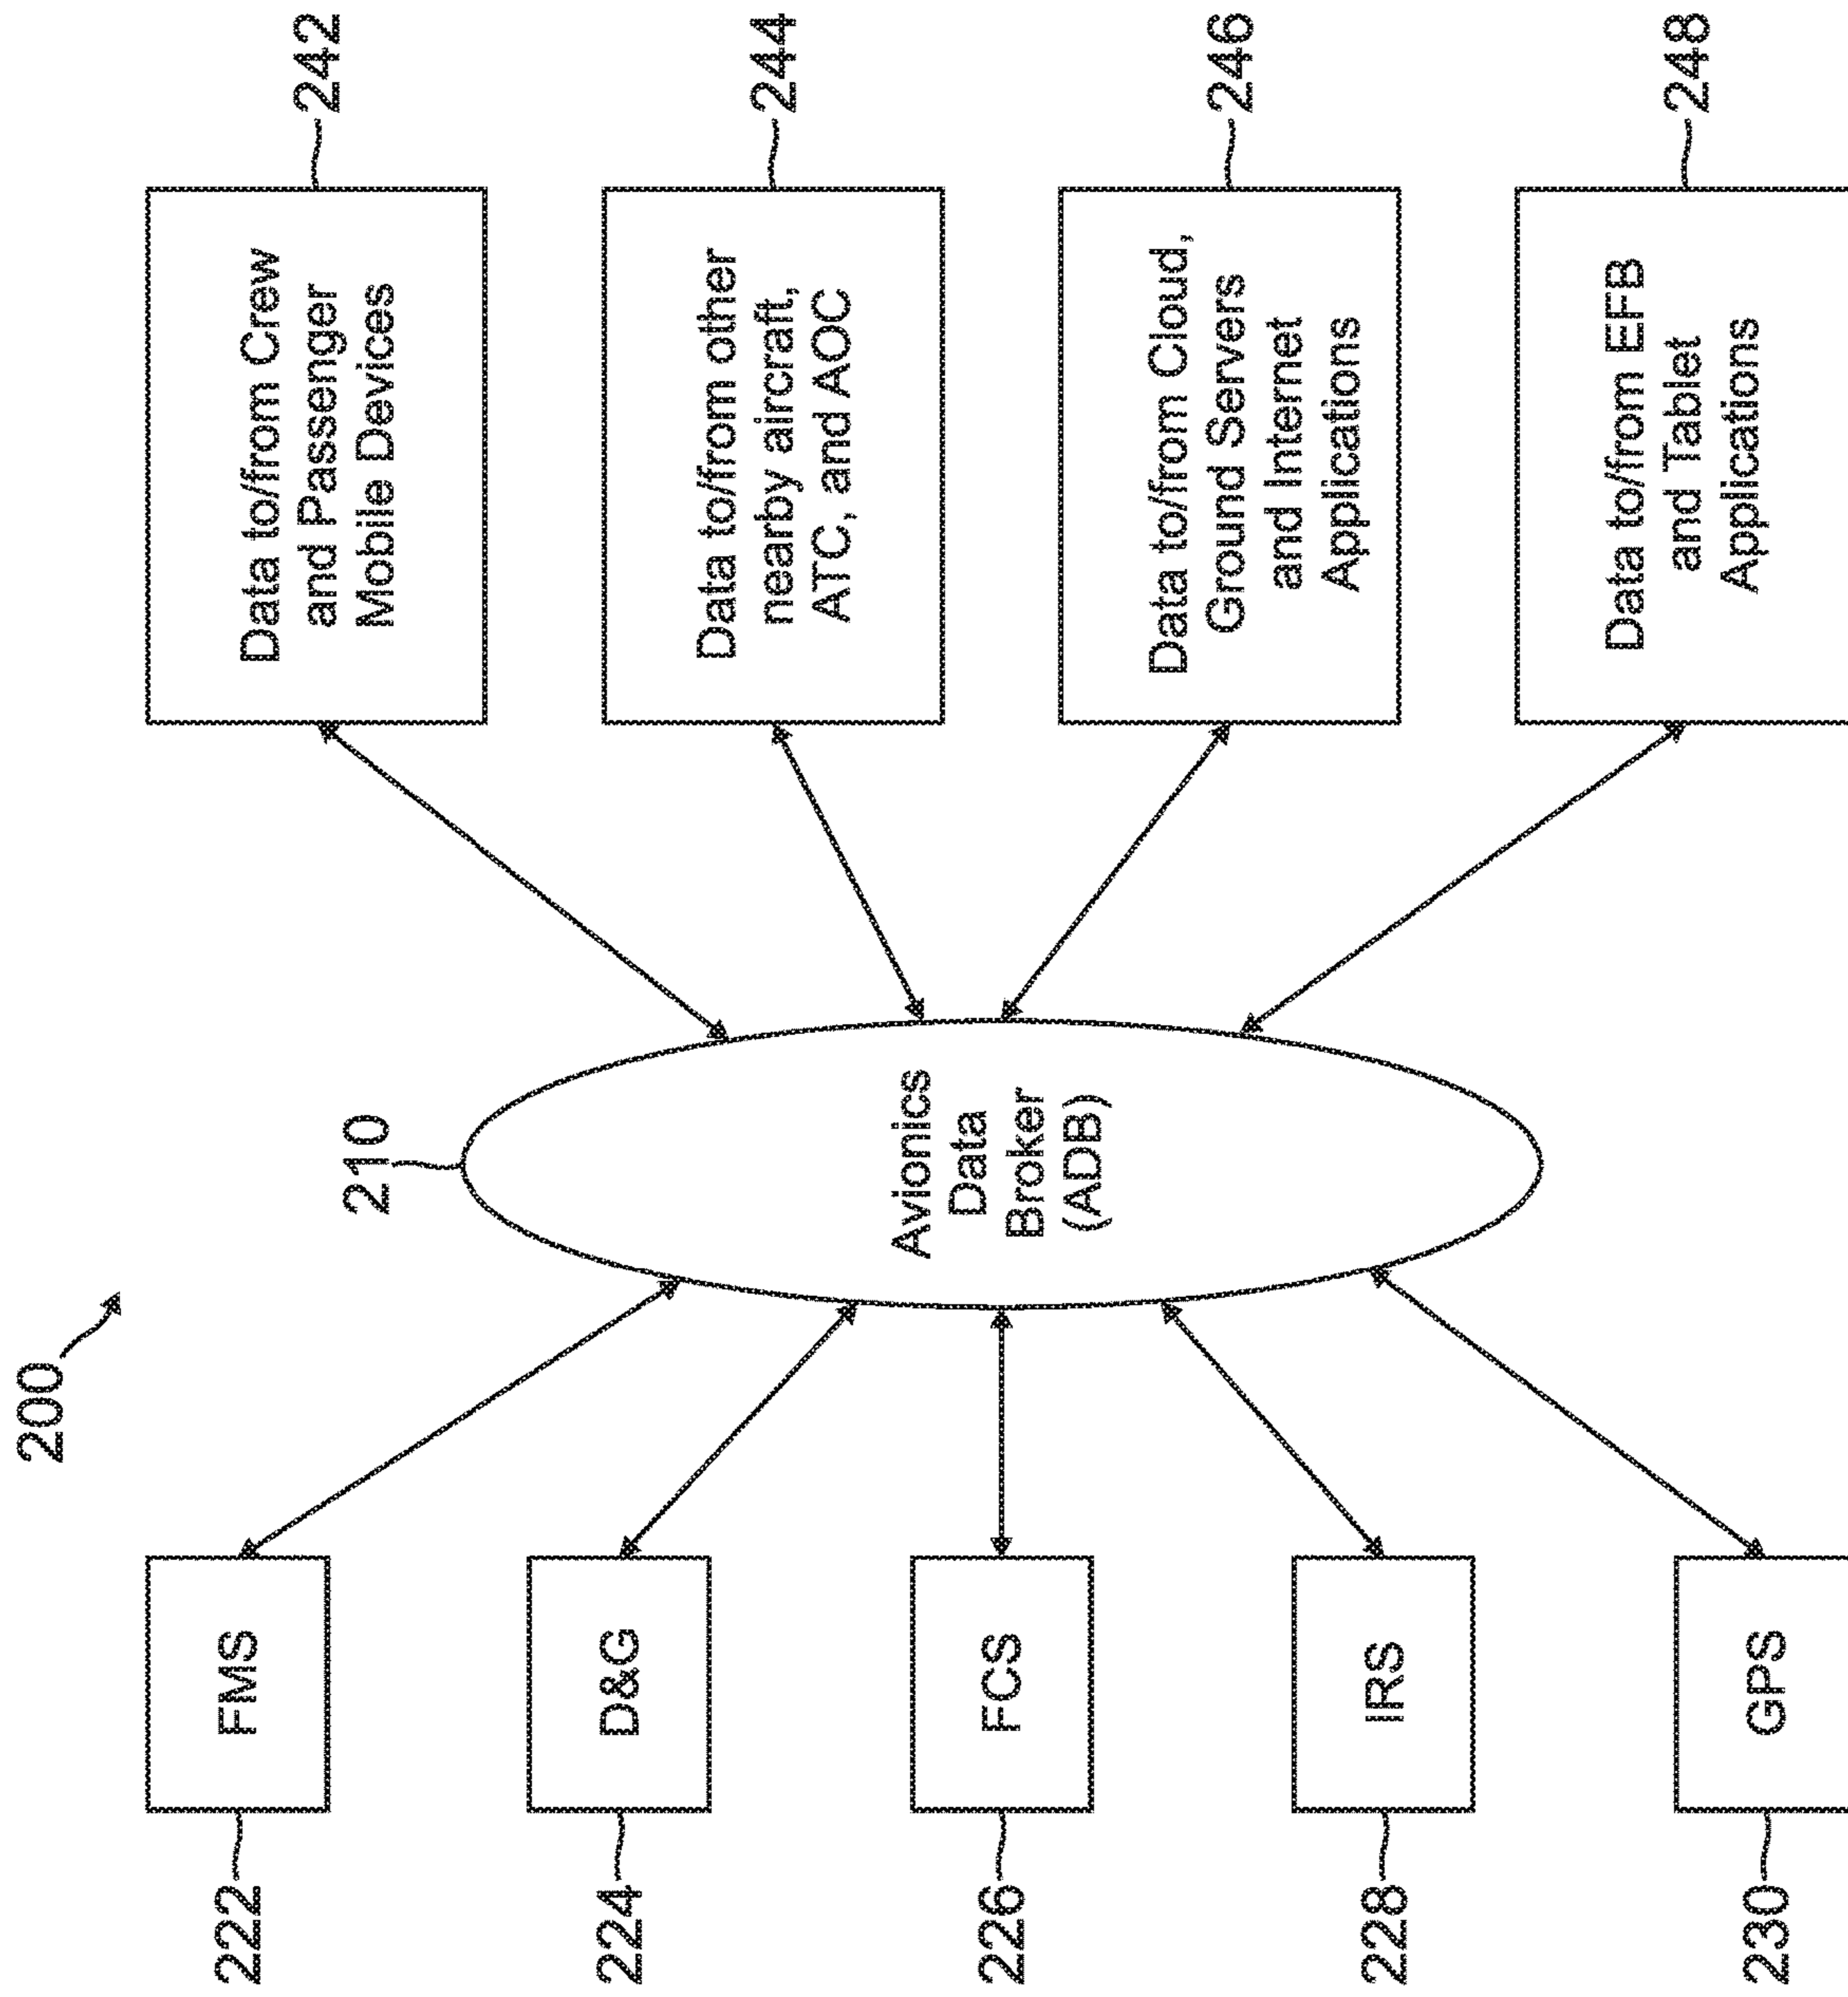 200
210
222
FMS
224
D&G
226
FCS
228
IRS
230
GPS
Avionics
Data
Broker
(ADB)
Data to/from Crew
and Passenger
Mobile Devices
242
Data to/from other
nearby aircraft,
ATC, and AOC
244
Data to/from Cloud,
Ground Servers
and Internet
Applications
246
Data to/from EFB
and Tablet
Applications
248